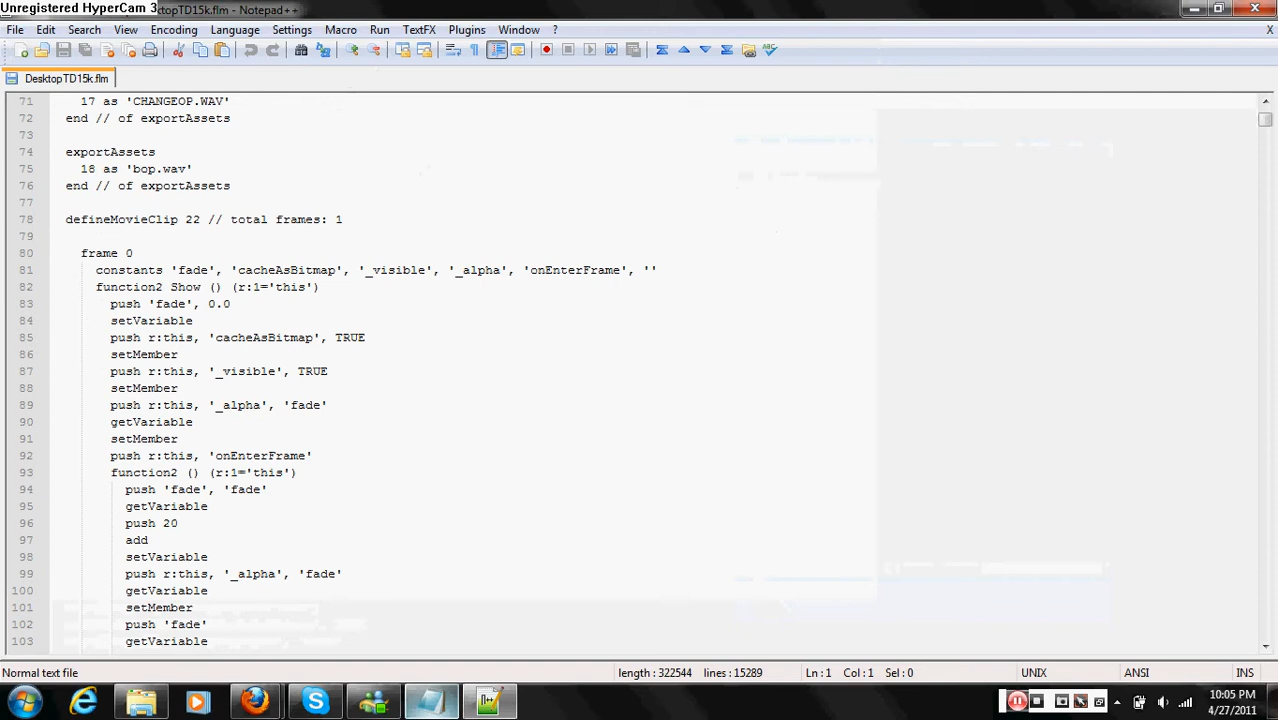 Unregistered HyperCam 3
ktopTD15k.flm - Notepad++
File Edit Search View Encoding Language Settings Macro Run TextFX Plugins Window ? X
DesktopTD15k.flm
71 17 as 'CHANGEOP.WAV'
72 end // of exportAssets
73
74 exportAssets
75 18 as 'bop.wav'
76 end // of exportAssets
77
78 defineMovieClip 22 // total frames: 1
79
80 frame 0
81 constants 'fade', 'cacheAsBitmap', '_visible', '_alpha', 'onEnterFrame', ''
82 function2 Show () (r:1='this')
83 push 'fade', 0.0
84 setVariable
85 push r:this, 'cacheAsBitmap', TRUE
86 setMember
87 push r:this, '_visible', TRUE
88 setMember
89 push r:this, '_alpha', 'fade'
90 getVariable
91 setMember
92 push r:this, 'onEnterFrame'
93 function2 () (r:1='this')
94 push 'fade', 'fade'
95 getVariable
96 push 20
97 add
98 setVariable
99 push r:this, '_alpha', 'fade'
100 getVariable
101 setMember
102 push 'fade'
103 getVariable
Normal text file length : 322544 lines : 15289 Ln : 1 Col : 1 Sel : 0 UNIX ANSI INS
10:05 PM
4/27/2011